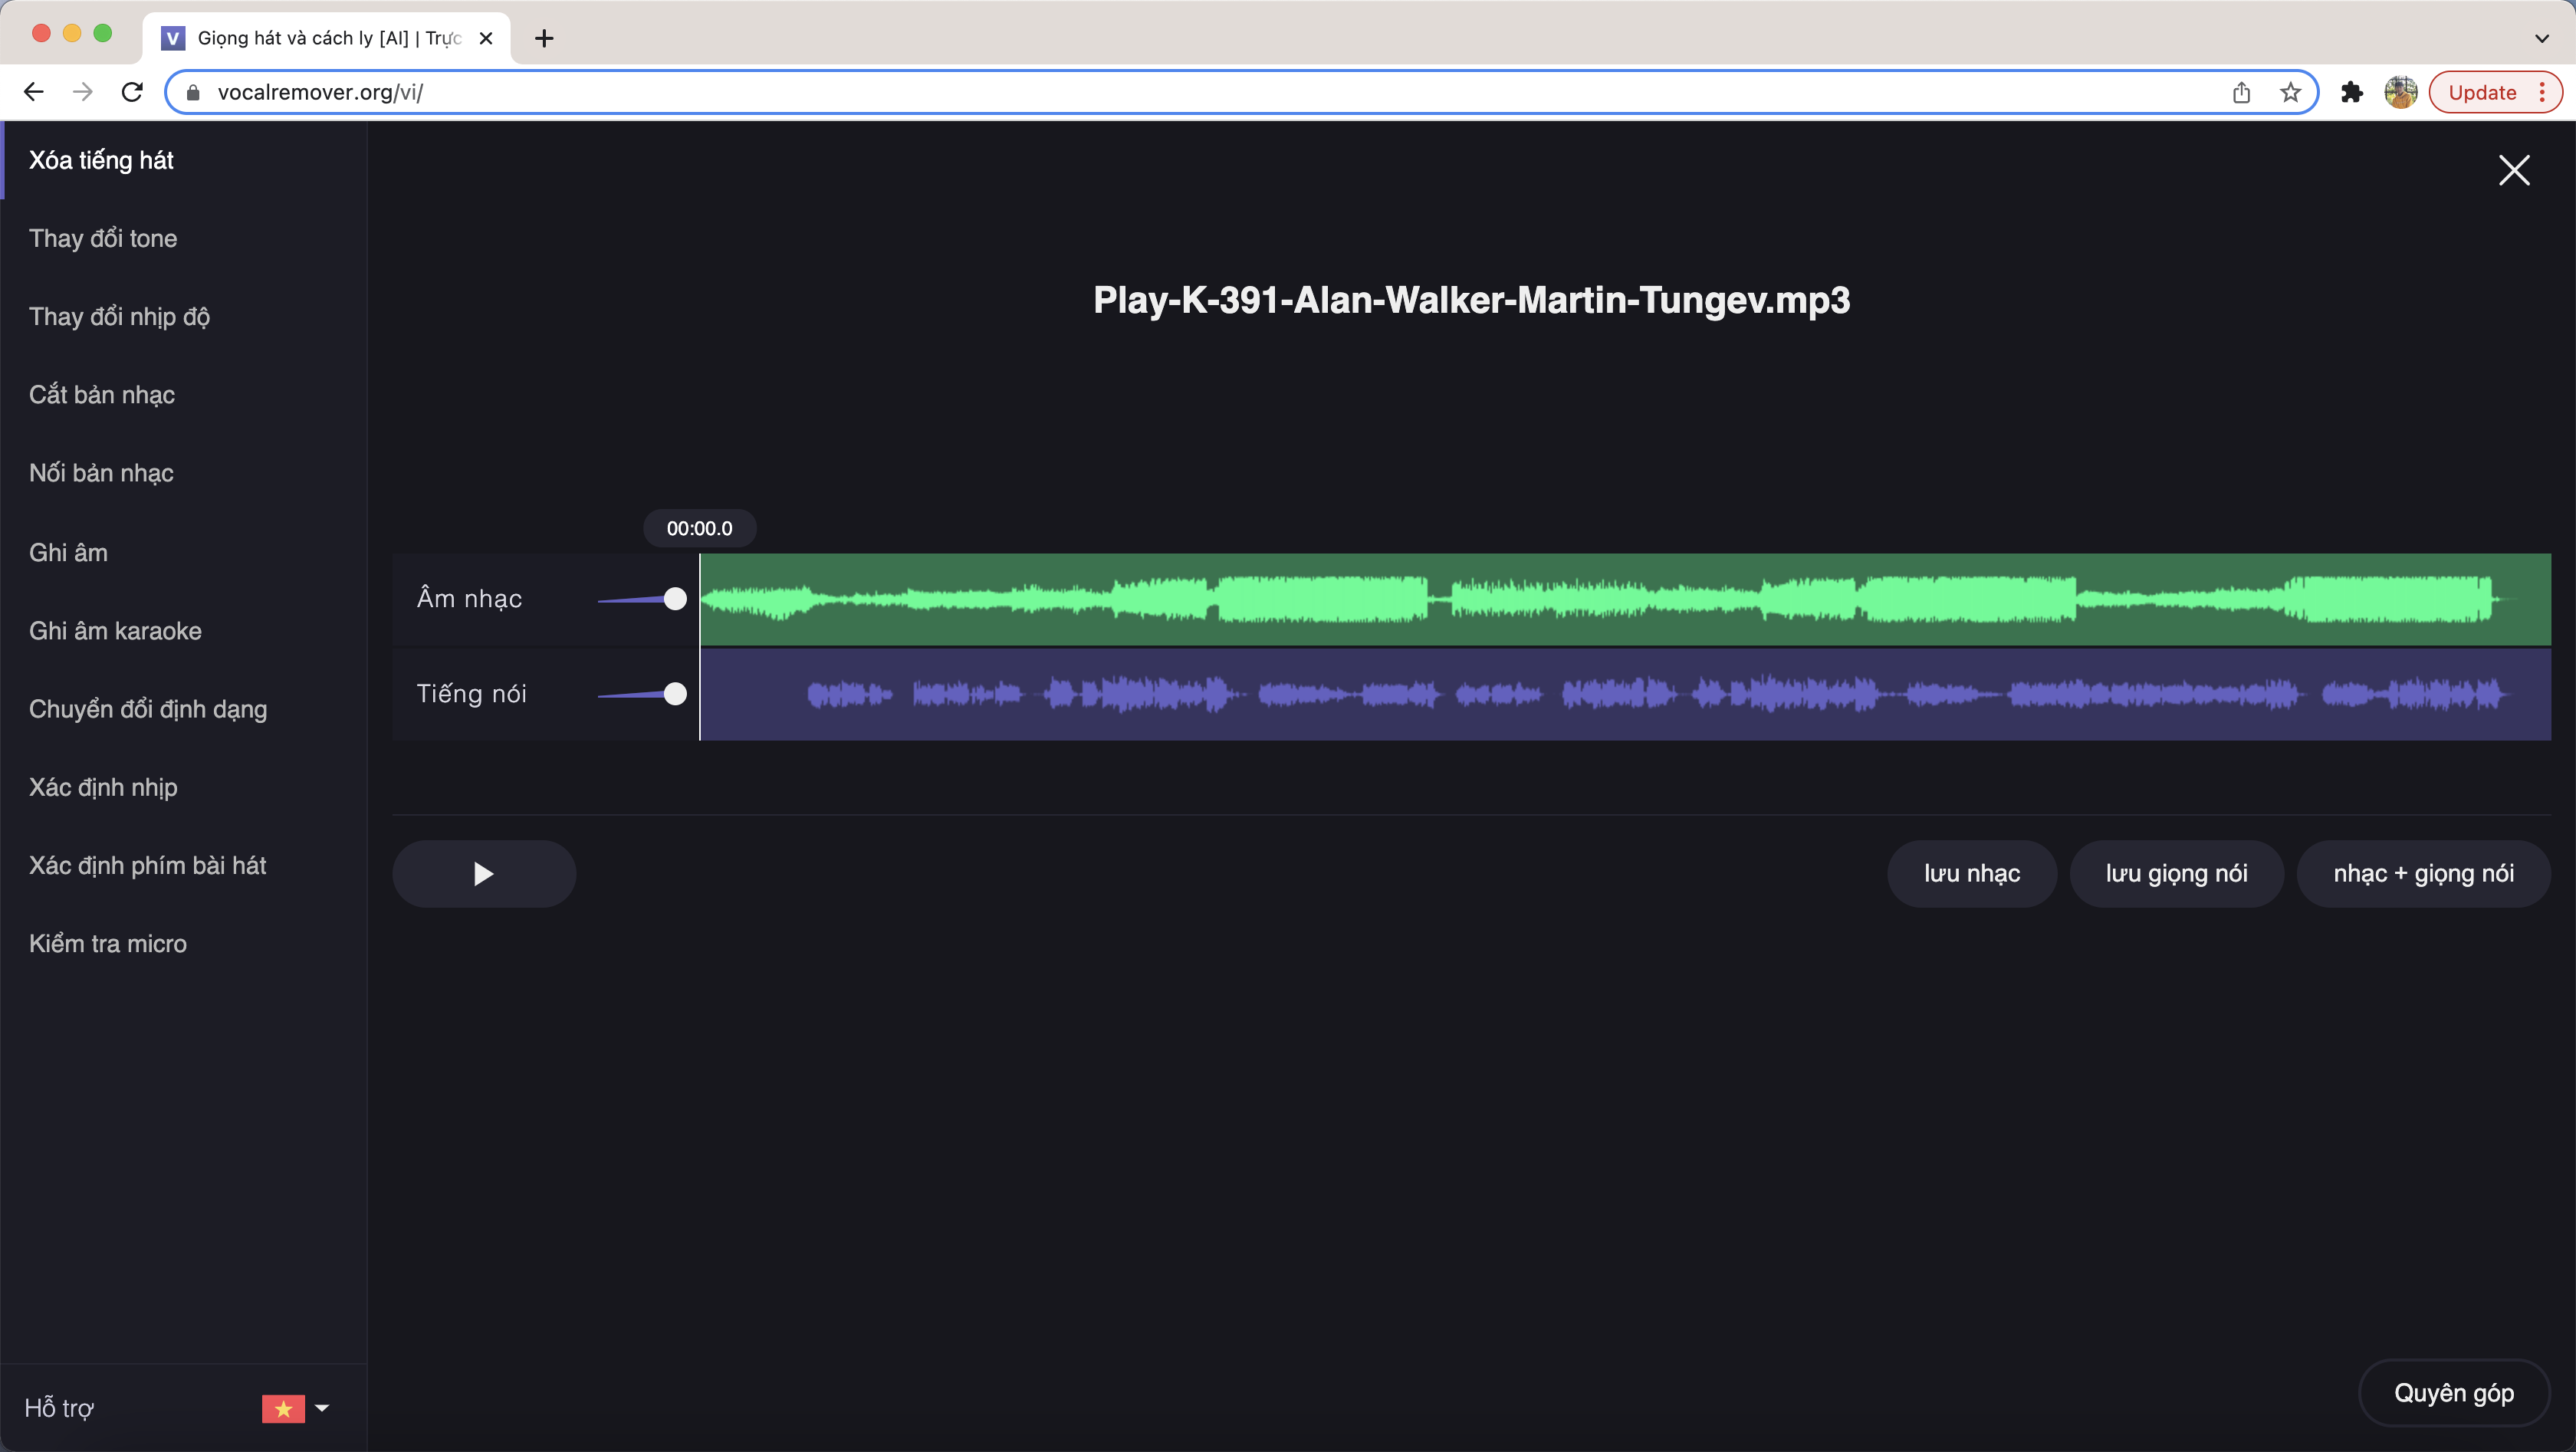 Giọng hát và cách ly [AI] | Trực
vocalremover.org/vi/
Update
Xóa tiếng hát
Thay đổi tone
Thay đổi nhịp độ
Cắt bản nhạc
Nối bản nhạc
Ghi âm
Ghi âm karaoke
Chuyển đổi định dạng
Xác định nhịp
Xác định phím bài hát
Kiểm tra micro
Hỗ trợ
Play-K-391-Alan-Walker-Martin-Tungev.mp3
00:00.0
Âm nhạc
Tiếng nói
lưu nhạc
lưu giọng nói
nhạc + giọng nói
Quyên góp